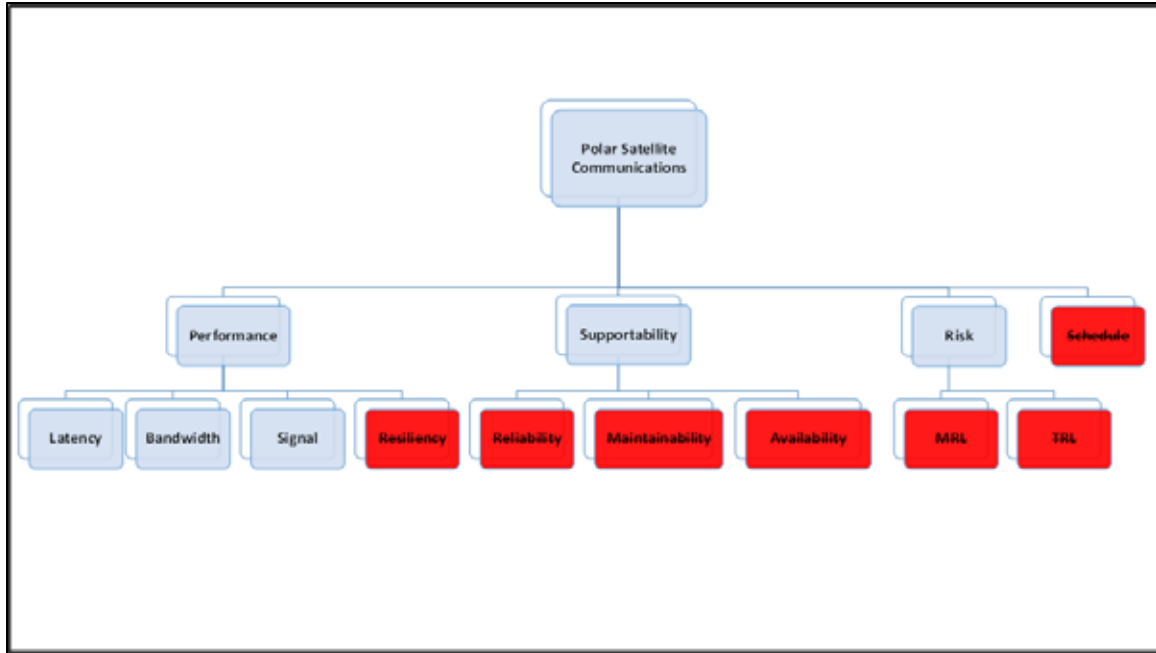 Polar Satellite
Communications
Performance
Supportability
Risk
Schedule
Latency
Bandwidth
Signal
Resiliency
Reliability
Maintainability
Availability
MRL
TRL